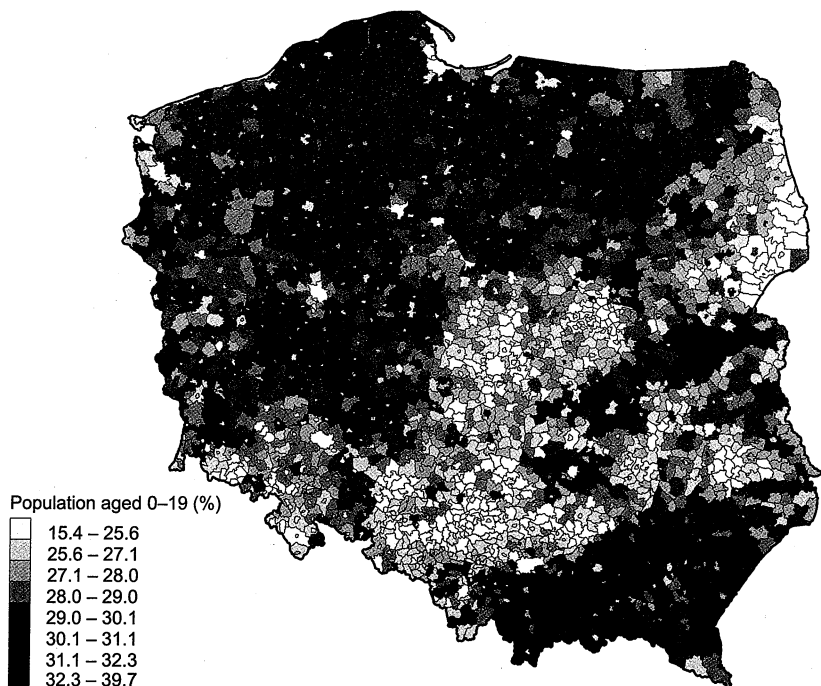 Population aged 0–19 (%)
15.4 – 25.6
25.6 – 27.1
27.1 – 28.0
28.0 – 29.0
29.0 – 30.1
30.1 – 31.1
31.1 – 32.3
32.3 – 39.7